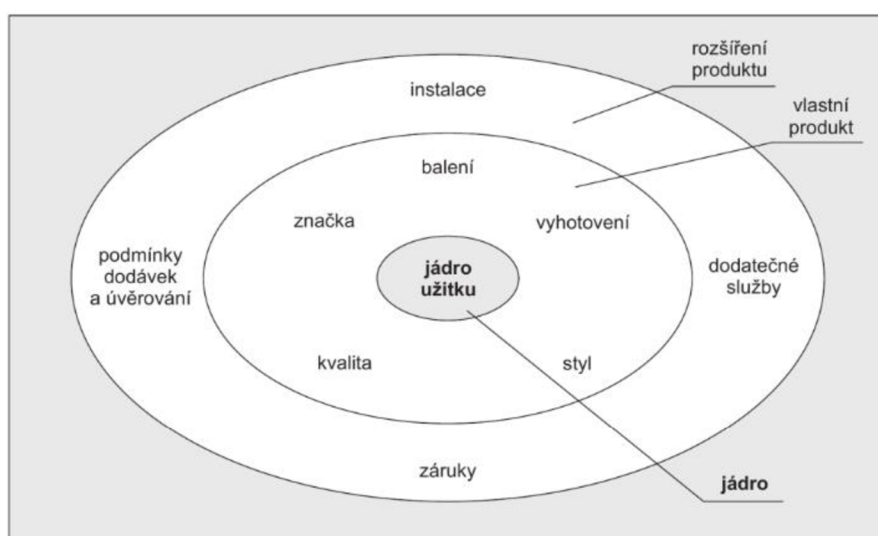 rozšíření
produktu
instalace
vlastní
produkt
balení
značka
vyhotovení
podmínky
dodávek
a úvěrování
jádro
užitku
dodatečné
služby
kvalita
styl
záruky
jádro